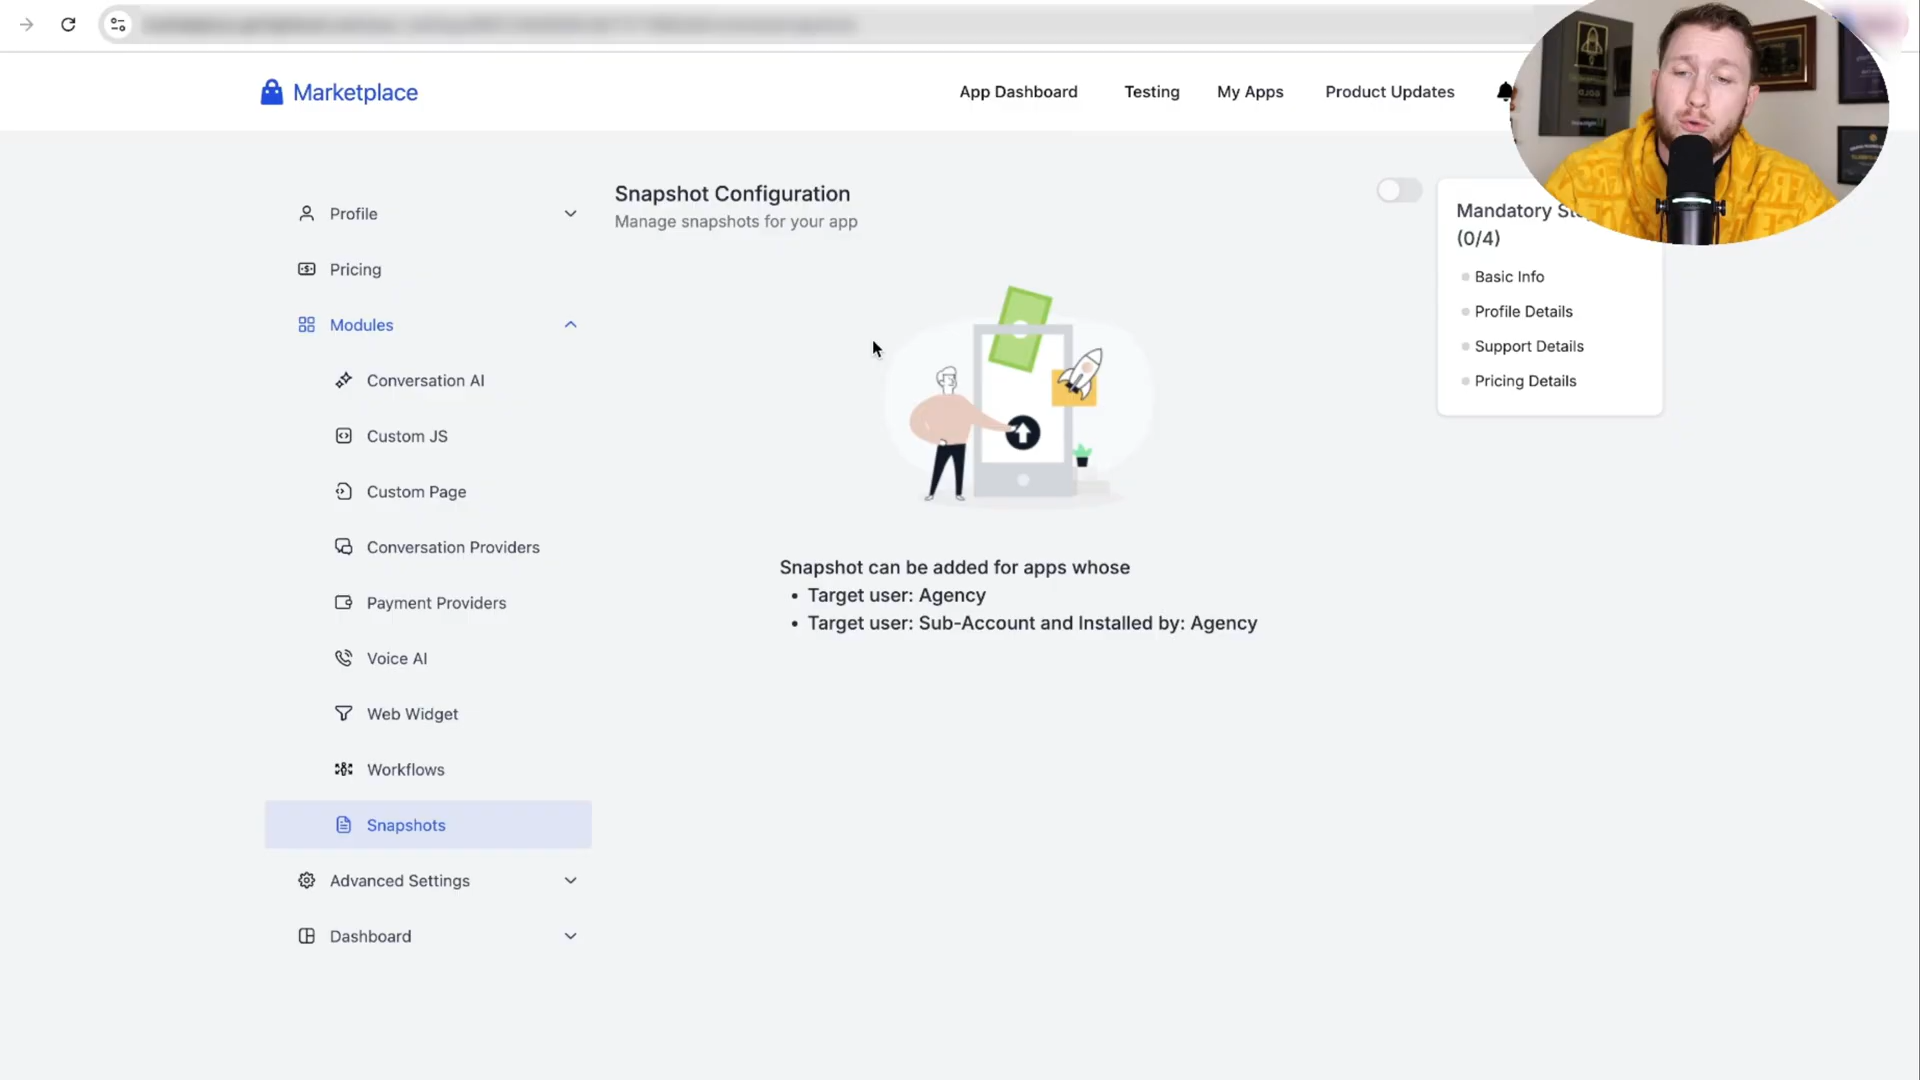 Marketplace
App Dashboard
Testing
My Apps
Product Updates
Profile
Pricing
Modules
Conversation AI
Custom JS
Custom Page
Conversation Providers
Payment Providers
Voice AI
Web Widget
Workflows
Snapshots
Advanced Settings
Dashboard
Snapshot Configuration
Manage snapshots for your app
Snapshot can be added for apps whose
• Target user: Agency
• Target user: Sub-Account and Installed by: Agency
Mandatory
(0/4)
Basic Info
Profile Details
Support Details
Pricing Details